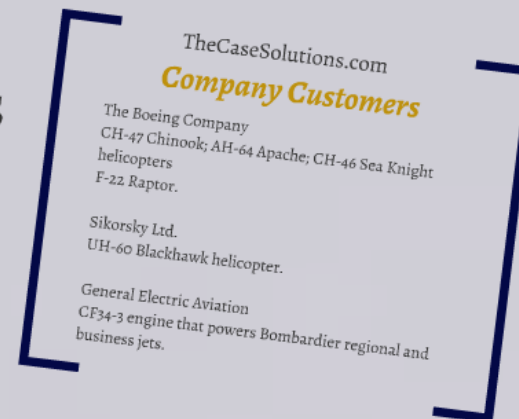 TheCaseSolutions.com
Company Customers
The Boeing Company
CH-47 Chinook; AH-64 Apache; CH-46 Sea Knight
helicopters
F-22 Raptor.
Sikorsky Ltd.
UH-60 Blackhawk helicopter.
General Electric Aviation
CF34-3 engine that powers Bombardier regional and
business jets.